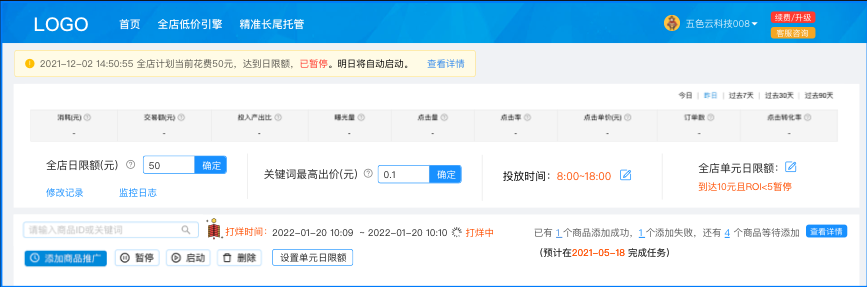 LOGO 首页 全店低价引擎 精准长尾托管 五色云科技008 续费/升级
客服咨询
2021-12-02 14:50:55 全店计划当前花费50元，达到日限额，已暂停。明日将自动启动。 查看详情
今日 | 昨日 | 过去7天 | 过去30天 | 过去90天
消耗(元) 交易额(元) 投入产出比 曝光量 点击量 点击率 点击单价(元) 订单数 点击转化率
- - - - - - - - -
全店日限额(元) 50 确定 关键词最高出价(元) 0.1 确定 投放时间：8:00~18:00 全店单元日限额：
修改记录 监控日志 到达10元且ROI<5暂停
请输入商品ID或关键词 打烊时间：2022-01-20 10:09 ~ 2022-01-20 10:10 打烊中 已有 1个商品添加成功，1个添加失败，还有 4 个商品等待添加 查看详情
添加商品推广 暂停 启动 删除 设置单元日限额 (预计在2021-05-18 完成任务)